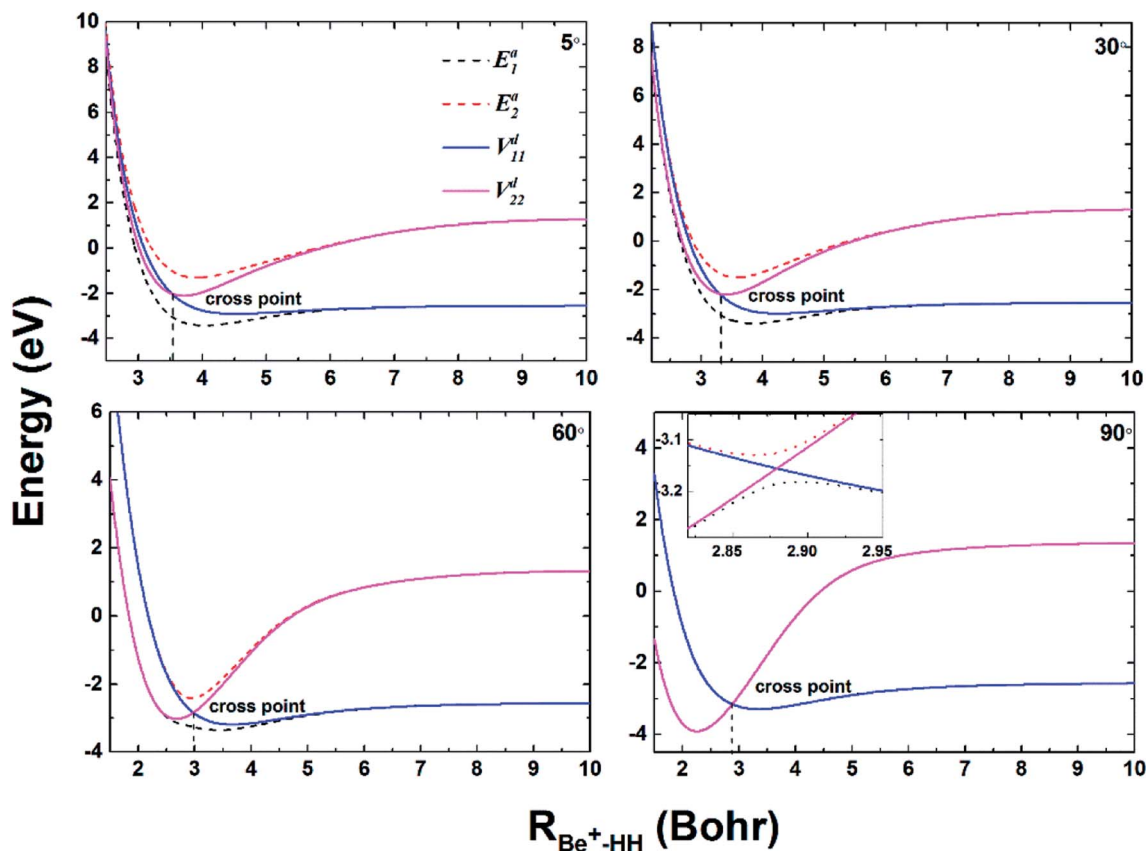 10
8
6
4
2
0
-2
-4
3 4 5 6 7 8 9 10
5°
E₁ᵃ
E₂ᵃ
V₁₁ᵈ
V₂₂ᵈ
cross point
8
6
4
2
0
-2
-4
3 4 5 6 7 8 9 10
30°
cross point
6
4
2
0
-2
-4
2 3 4 5 6 7 8 9 10
60°
cross point
4
2
0
-2
-4
2 3 4 5 6 7 8 9 10
90°
-3.1
-3.2
2.85 2.90 2.95
cross point
Energy (eV)
R_Be⁺-HH (Bohr)